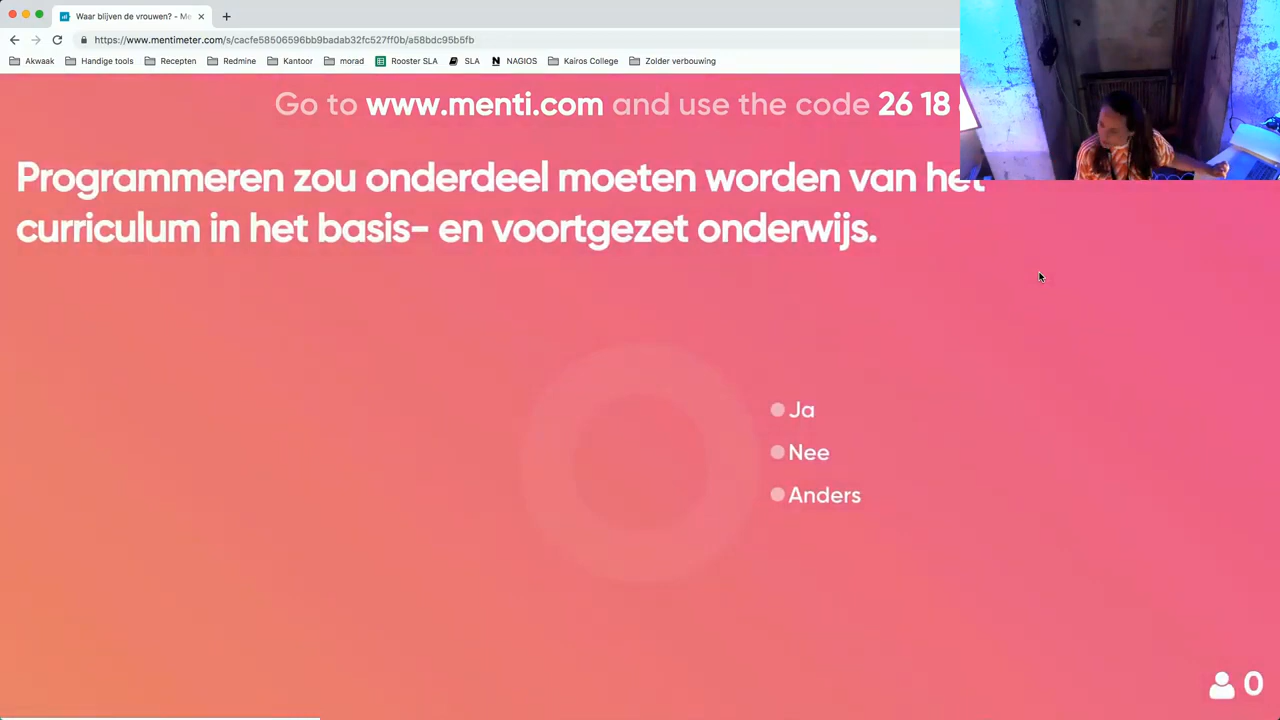 Waar blijven de vrouwen? - Me
https://www.mentimeter.com/s/cacfe58506596bb9badab32fc527ff0b/a58bdc95b5fb
Akwaak Handige tools Recepten Redmine Kantoor morad Rooster SLA SLA NAGIOS Kairos College Zolder verbouwing
Go to www.menti.com and use the code 26 18
Programmeren zou onderdeel moeten worden van het
curriculum in het basis- en voortgezet onderwijs.
Ja
Nee
Anders
0